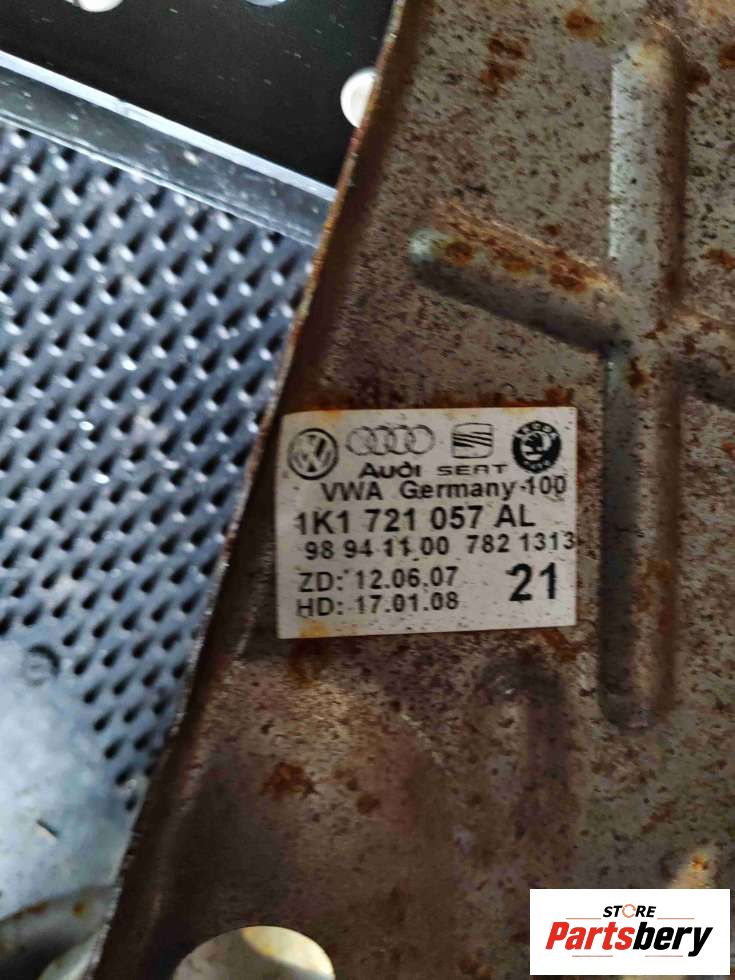 AUDI SEAT
VWA Germany-100
1K1 721 057 AL
98 94 11 00 782 1313
ZD: 12.06.07
HD: 17.01.08
21
STORE
Partsbery